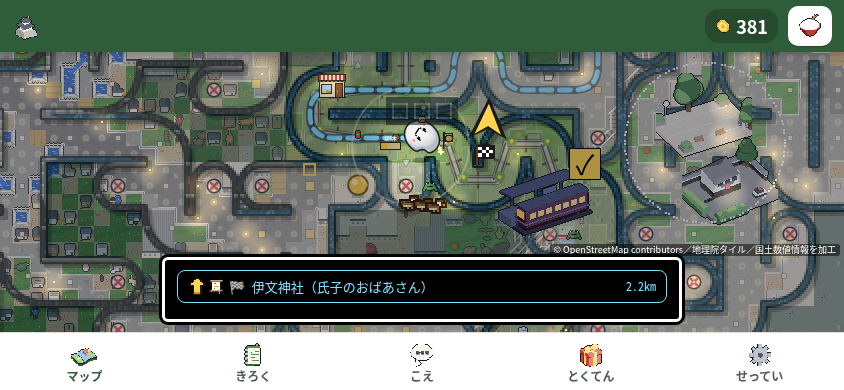 381
© OpenStreetMap contributors／地理院タイル／国土数値情報を加工
伊文神社（氏子のおばあさん） 2.2km
マップ きろく こえ とくてん せってい